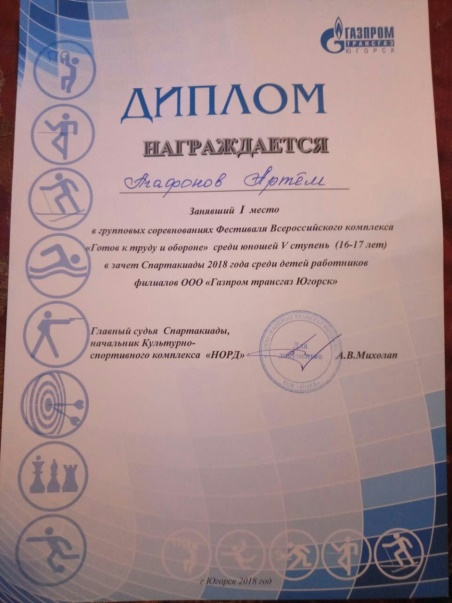 ГАЗПРОМ
ТРАНСГАЗ
ЮГОРСК
ДИПЛОМ
НАГРАЖДАЕТСЯ
Агафонов Артём
Занявший I место
в групповых соревнованиях Фестиваля Всероссийского комплекса
«Готов к труду и обороне» среди юношей V ступень (16-17 лет)
в зачет Спартакиады 2018 года среди детей работников
филиалов ООО «Газпром трансгаз Югорск»
Главный судья Спартакиады,
начальник Культурно-
спортивного комплекса «НОРД»
А.В.Михолап
г Югорск 2018 год